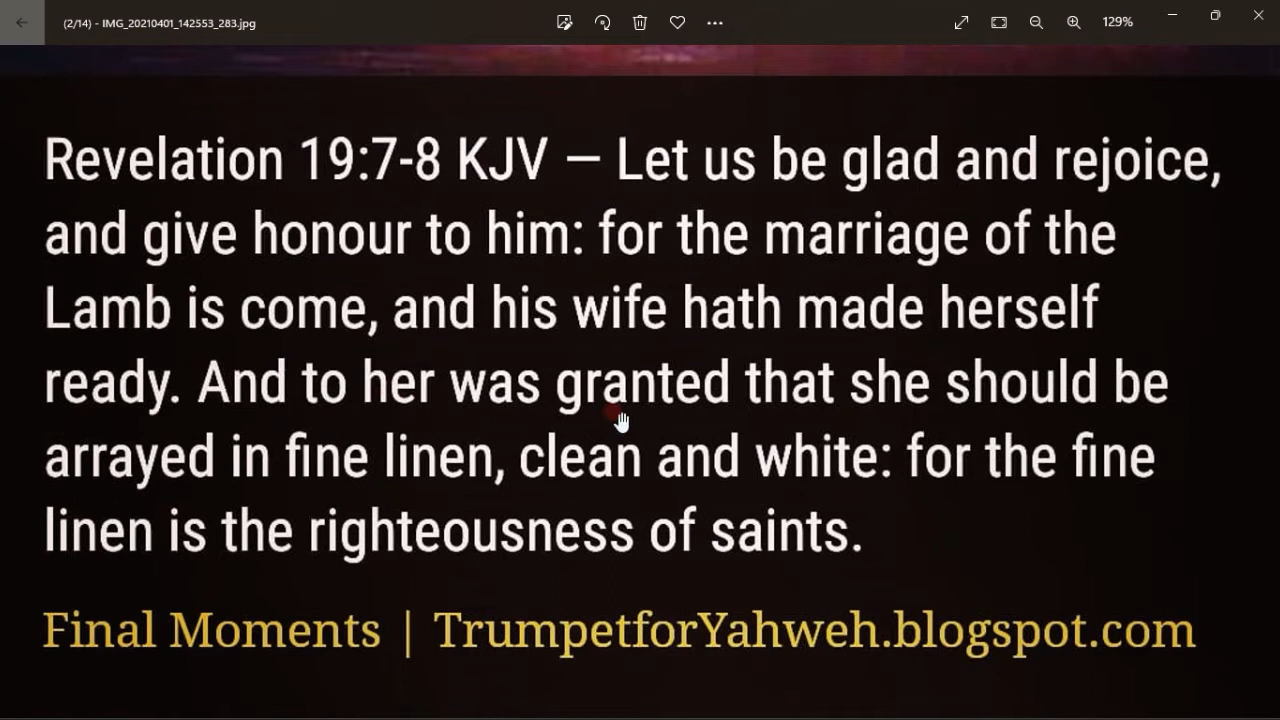 (2/14) - IMG_20210401_142553_283.jpg
129%
Revelation 19:7-8 KJV — Let us be glad and rejoice,
and give honour to him: for the marriage of the
Lamb is come, and his wife hath made herself
ready. And to her was granted that she should be
arrayed in fine linen, clean and white: for the fine
linen is the righteousness of saints.
Final Moments | TrumpetforYahweh.blogspot.com